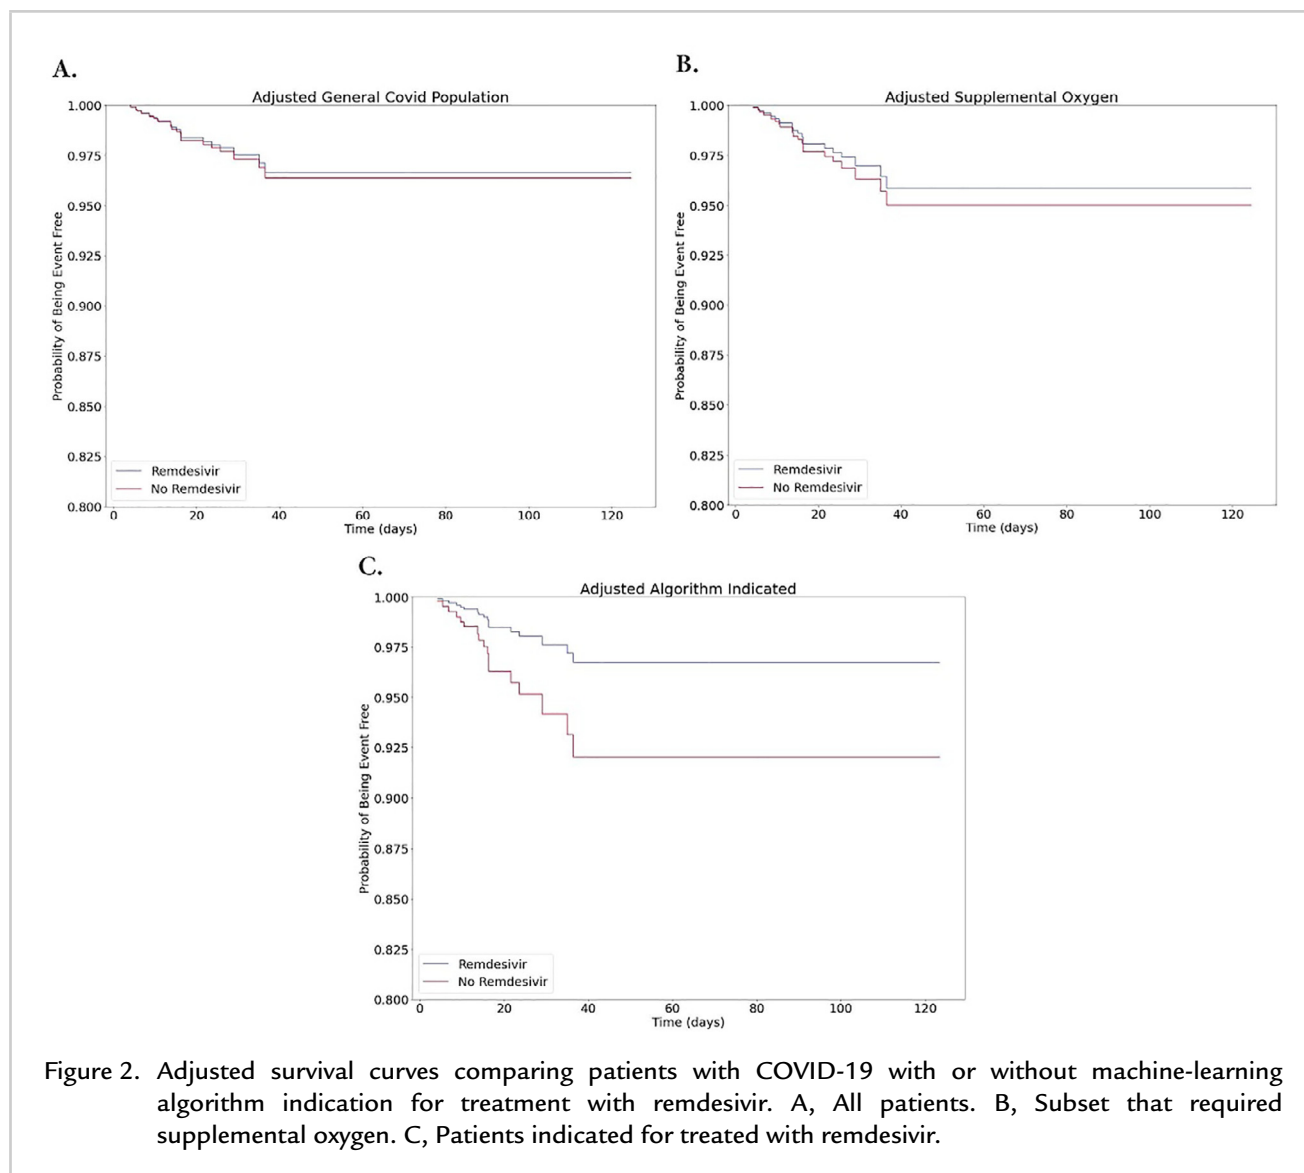 A.
Adjusted General Covid Population
1.000
0.975
0.950
0.925
0.900
0.875
0.850
0.825
0.800
Probability of Being Event Free
Remdesivir
No Remdesivir
0 20 40 60 80 100 120
Time (days)
B.
Adjusted Supplemental Oxygen
1.000
0.975
0.950
0.925
0.900
0.875
0.850
0.825
0.800
Probability of Being Event Free
Remdesivir
No Remdesivir
0 20 40 60 80 100 120
Time (days)
C.
Adjusted Algorithm Indicated
1.000
0.975
0.950
0.925
0.900
0.875
0.850
0.825
0.800
Probability of Being Event Free
Remdesivir
No Remdesivir
0 20 40 60 80 100 120
Time (days)
Figure 2. Adjusted survival curves comparing patients with COVID-19 with or without machine-learning
algorithm indication for treatment with remdesivir. A, All patients. B, Subset that required
supplemental oxygen. C, Patients indicated for treated with remdesivir.